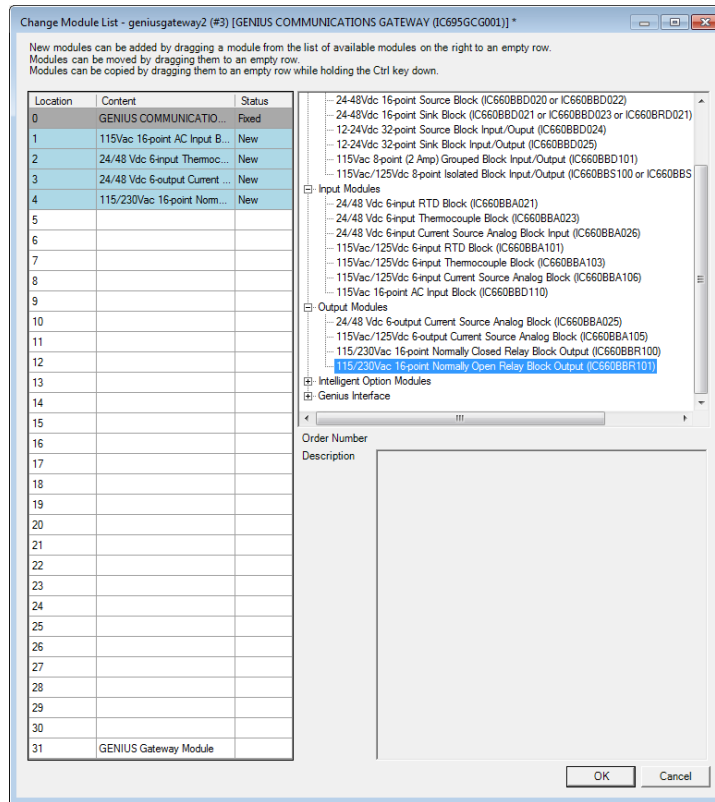 Change Module List - geniusgateway2 (#3) [GENIUS COMMUNICATIONS GATEWAY (IC695GCG001)] *
New modules can be added by dragging a module from the list of available modules on the right to an empty row.
Modules can be moved by dragging them to an empty row.
Modules can be copied by dragging them to an empty row while holding the Ctrl key down.
Location Content Status
0 GENIUS COMMUNICATIO... Fixed
1 115Vac 16-point AC Input B... New
2 24/48 Vdc 6-input Thermoc... New
3 24/48 Vdc 6-output Current ... New
4 115/230Vac 16-point Norm... New
5
6
7
8
9
10
11
12
13
14
15
16
17
18
19
20
21
22
23
24
25
26
27
28
29
30
31 GENIUS Gateway Module
24-48Vdc 16-point Source Block (IC660BBD020 or IC660BBD022)
24-48Vdc 16-point Sink Block (IC660BBD021 or IC660BBD023 or IC660BRD021)
12-24Vdc 32-point Source Block Input/Ouput (IC660BBD024)
12-24Vdc 32-point Sink Block Input/Output (IC660BBD025)
115Vac 8-point (2 Amp) Grouped Block Input/Output (IC660BBD101)
115Vac/125Vdc 8-point Isolated Block Input/Output (IC660BBS100 or IC660BBS
Input Modules
24/48 Vdc 6-input RTD Block (IC660BBA021)
24/48 Vdc 6-input Thermocouple Block (IC660BBA023)
24/48 Vdc 6-input Current Source Analog Block Input (IC660BBA026)
115Vac/125Vdc 6-input RTD Block (IC660BBA101)
115Vac/125Vdc 6-input Thermocouple Block (IC660BBA103)
115Vac/125Vdc 6-input Current Source Analog Block (IC660BBA106)
115Vac 16-point AC Input Block (IC660BBD110)
Output Modules
24/48 Vdc 6-output Current Source Analog Block (IC660BBA025)
115Vac/125Vdc 6-output Current Source Analog Block (IC660BBA105)
115/230Vac 16-point Normally Closed Relay Block Output (IC660BBR100)
115/230Vac 16-point Normally Open Relay Block Output (IC660BBR101)
Intelligent Option Modules
Genius Interface
Order Number
Description
OK Cancel